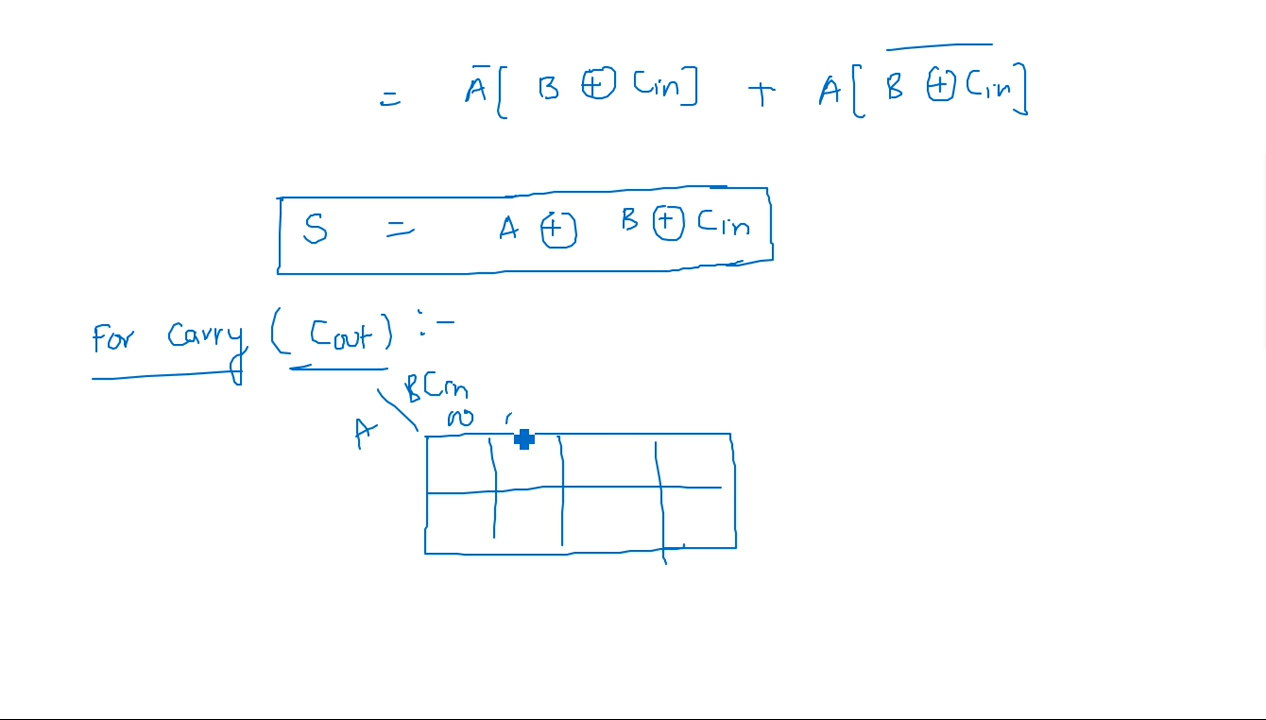 = A̅[ B ⊕ Cin] + A[ B ⊕ Cin]̅
S = A ⊕ B ⊕ Cin
For Carry ( Cout) :-
BCin
00
A